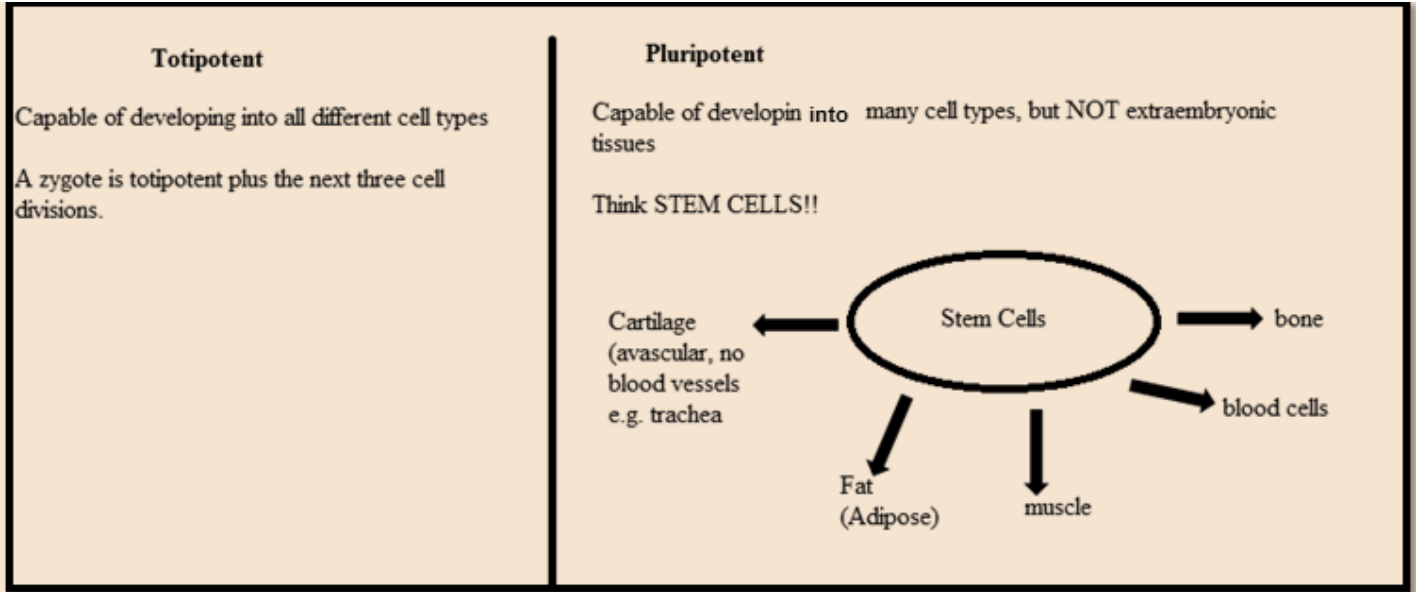 Totipotent
Capable of developing into all different cell types
A zygote is totipotent plus the next three cell
divisions.
Pluripotent
Capable of developin into many cell types, but NOT extraembryonic
tissues
Think STEM CELLS!!
Stem Cells
Cartilage
(avascular, no
blood vessels
e.g. trachea
Fat
(Adipose)
muscle
blood cells
bone